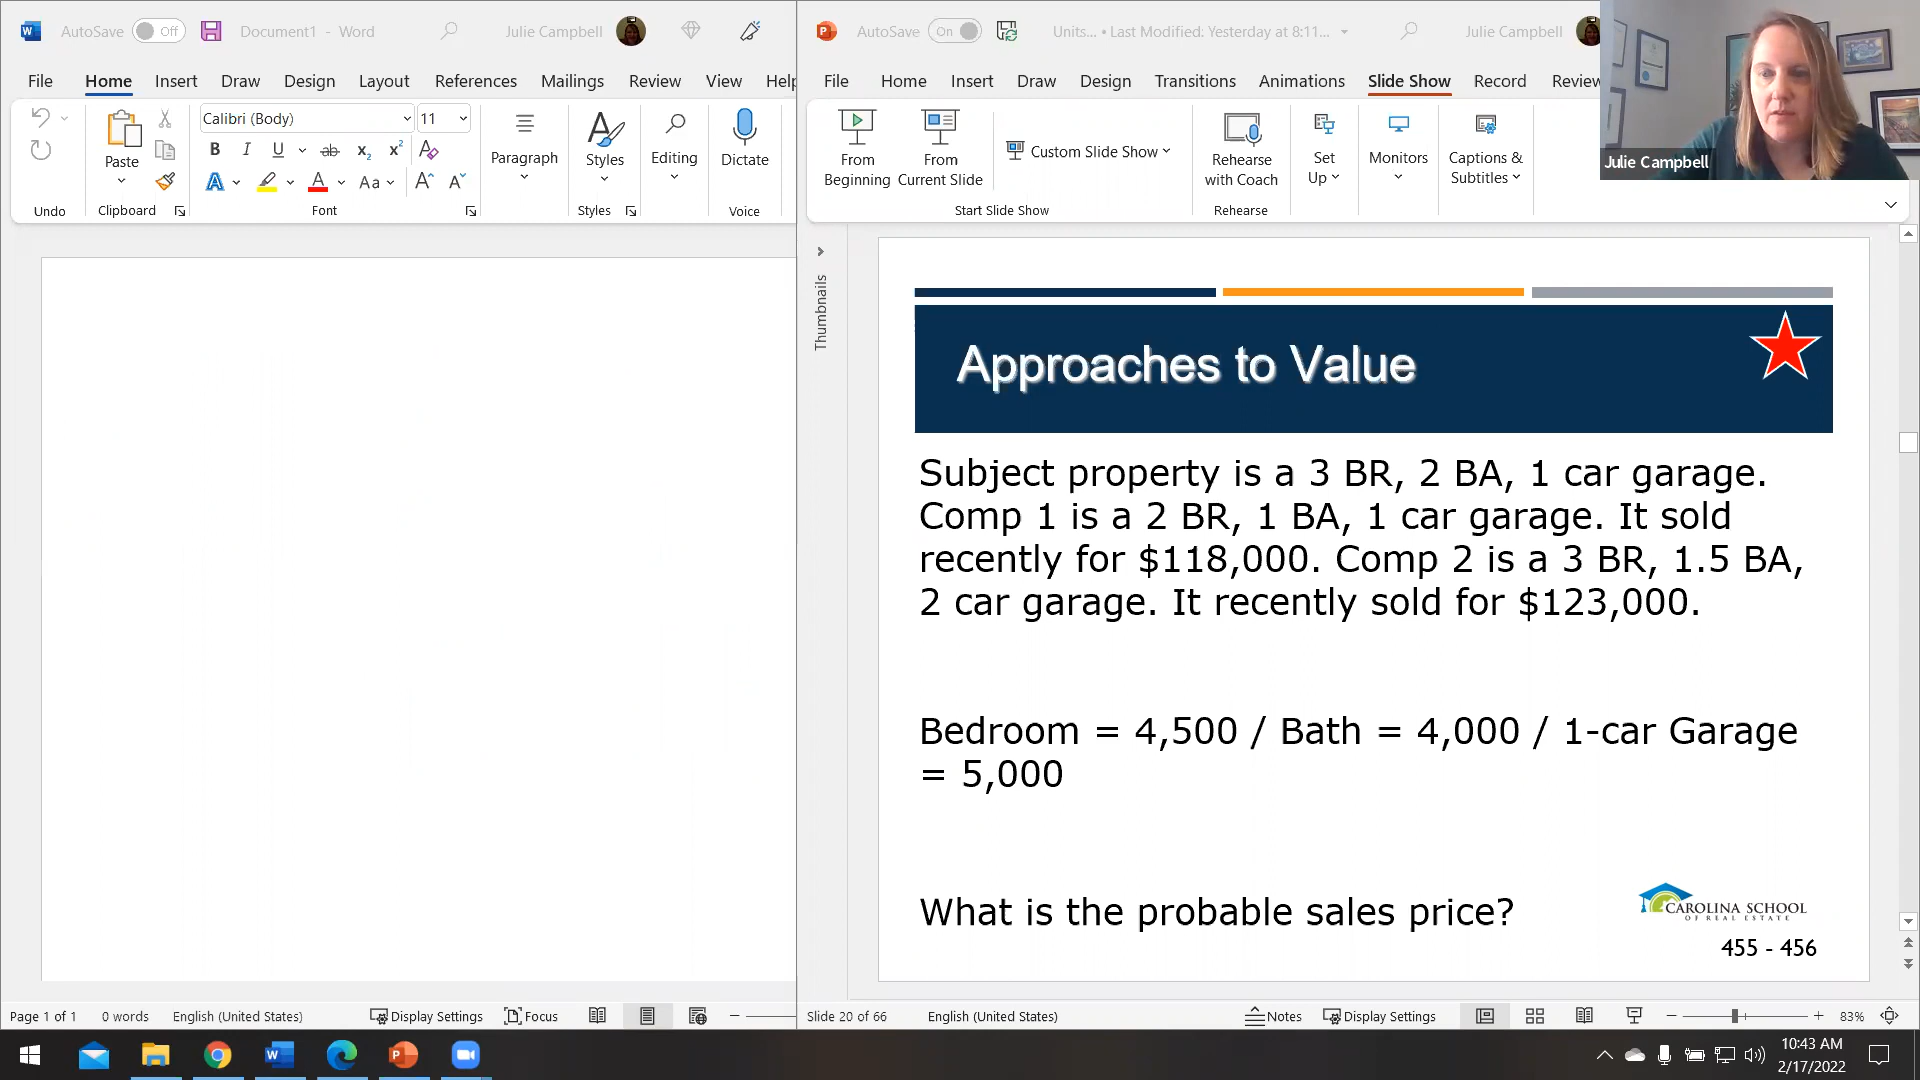 AutoSave Off Document1 - Word Julie Campbell
File Home Insert Draw Design Layout References Mailings Review View Help
Calibri (Body) 11
Paste
B I U ab x2 x2 A
A A Aa A A
Paragraph Styles Editing Dictate
Undo Clipboard Font Styles Voice
AutoSave On Units... • Last Modified: Yesterday at 8:11... Julie Campbell
File Home Insert Draw Design Transitions Animations Slide Show Record Review
From
Beginning
From
Current Slide
Custom Slide Show
Rehearse
with Coach
Set
Up
Monitors
Captions &
Subtitles
Start Slide Show Rehearse
Julie Campbell
Thumbnails
Approaches to Value
Subject property is a 3 BR, 2 BA, 1 car garage.
Comp 1 is a 2 BR, 1 BA, 1 car garage. It sold
recently for $118,000. Comp 2 is a 3 BR, 1.5 BA,
2 car garage. It recently sold for $123,000.
Bedroom = 4,500 / Bath = 4,000 / 1-car Garage
= 5,000
What is the probable sales price?
CAROLINA SCHOOL
OF REAL ESTATE
455 - 456
Page 1 of 1 0 words English (United States) Display Settings Focus
Slide 20 of 66 English (United States) Notes Display Settings 83%
10:43 AM
2/17/2022